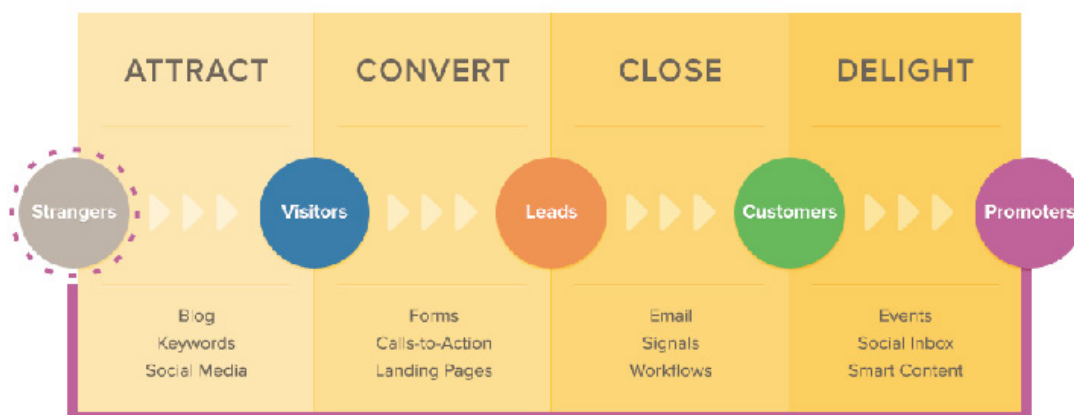 ATTRACT
CONVERT
CLOSE
DELIGHT
Strangers
Visitors
Leads
Customers
Promoters
Blog
Keywords
Social Media
Forms
Calls-to-Action
Landing Pages
Email
Signals
Workflows
Events
Social Inbox
Smart Content